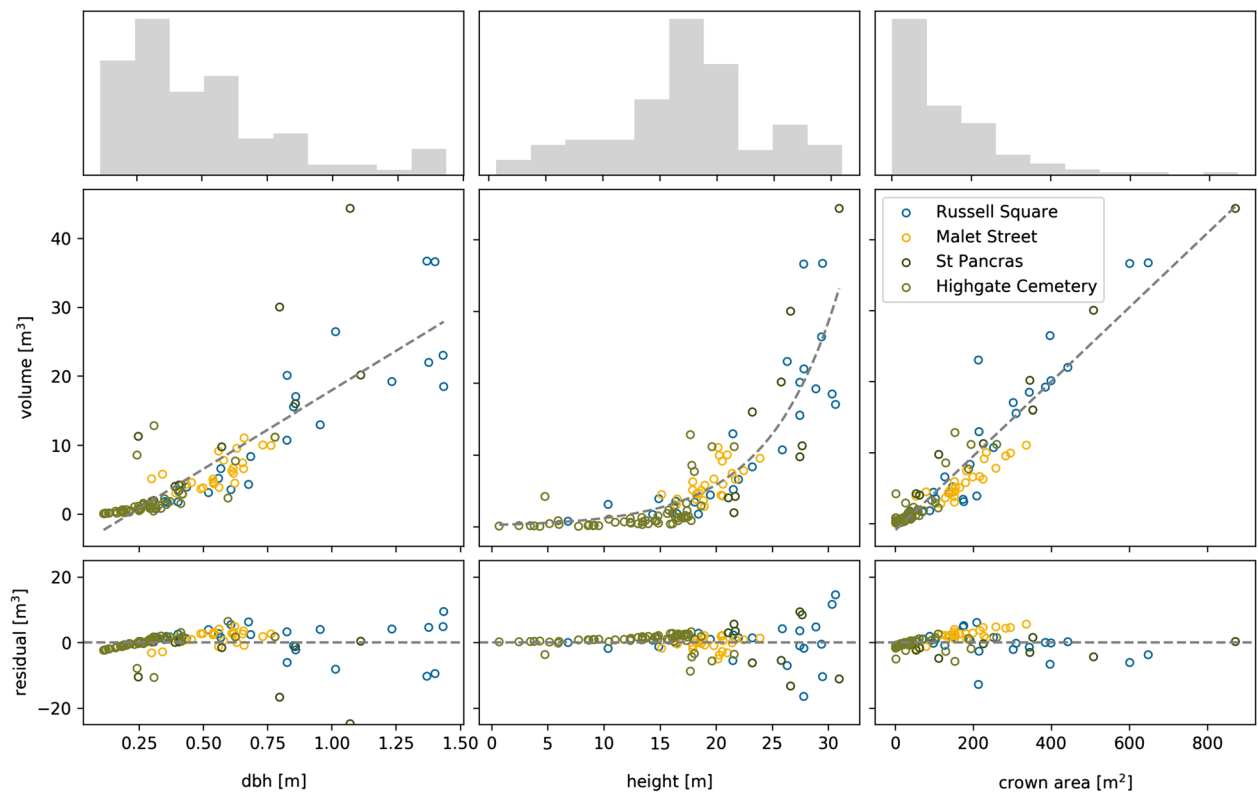 Russell Square
Malet Street
St Pancras
Highgate Cemetery
volume [m³]
40
30
20
10
0
residual [m³]
20
0
−20
0.25 0.50 0.75 1.00 1.25 1.50
dbh [m]
0 5 10 15 20 25 30
height [m]
0 200 400 600 800
crown area [m²]